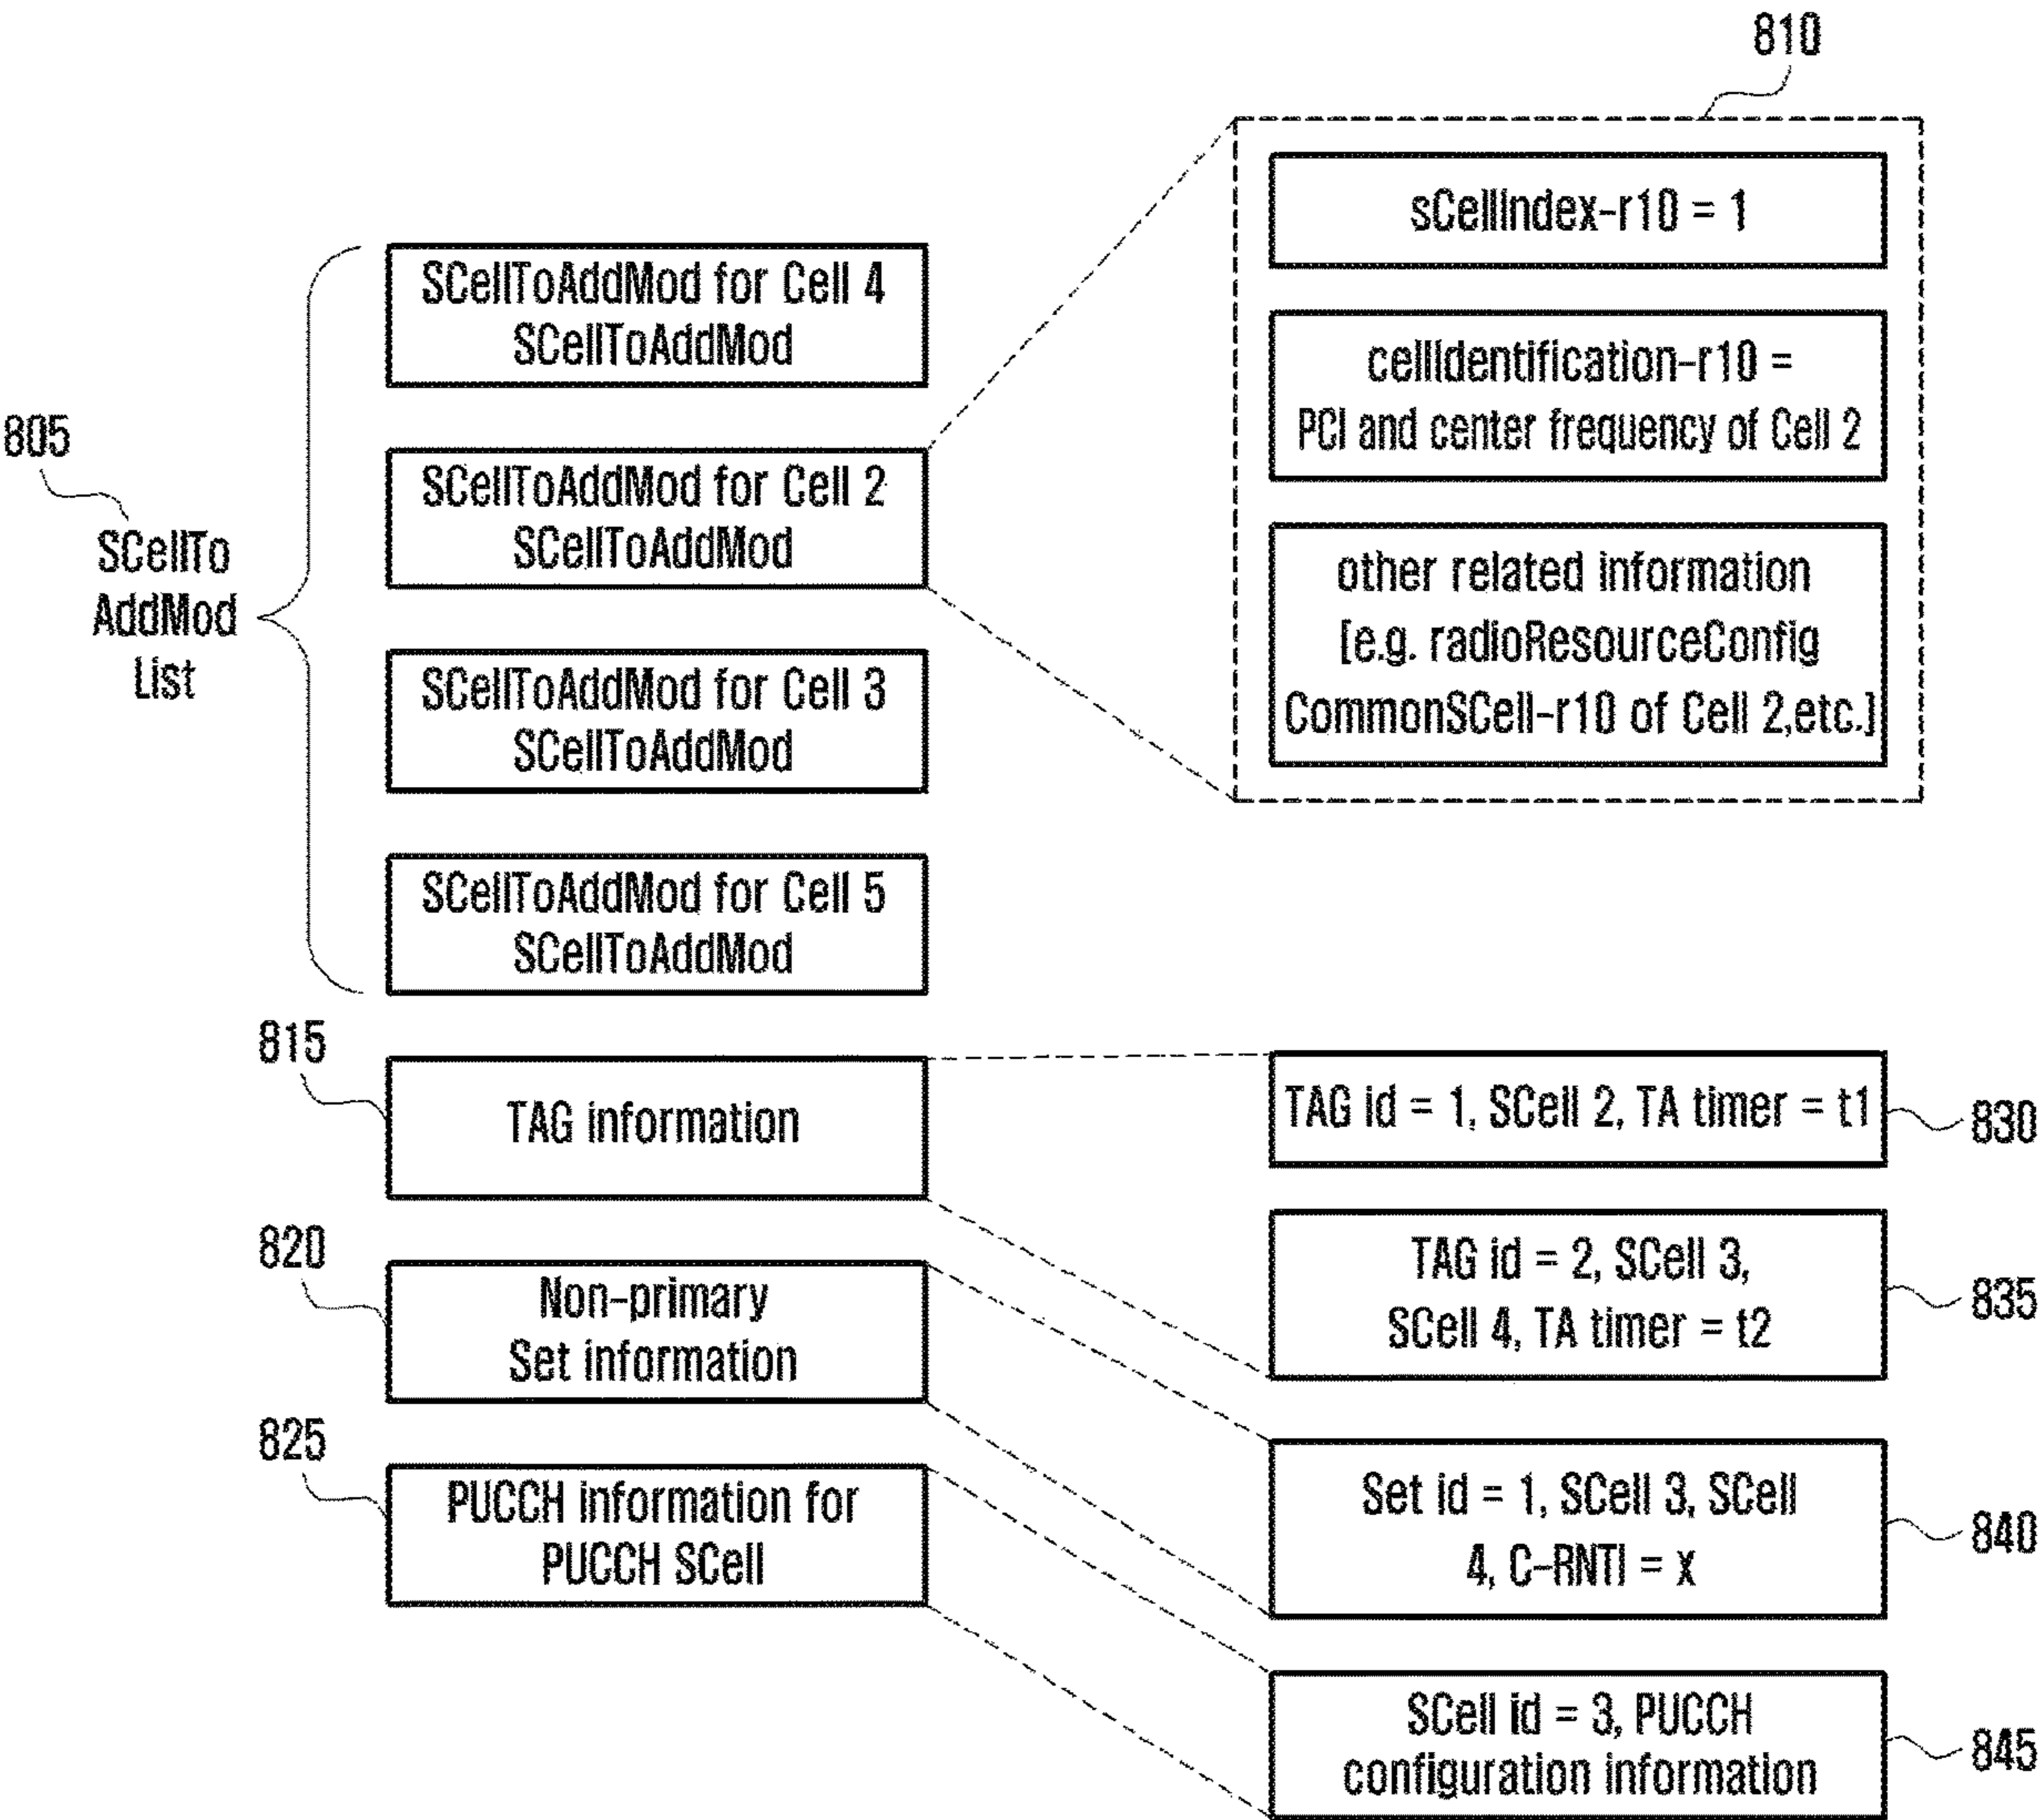 810
sCellIndex-r10 = 1
cellIdentification-r10 =
PCI and center frequency of Cell 2
other related information
[e.g. radioResourceConfig
CommonSCell-r10 of Cell 2,etc.]
805
SCellTo
AddMod
List
SCellToAddMod for Cell 4
SCellToAddMod
SCellToAddMod for Cell 2
SCellToAddMod
SCellToAddMod for Cell 3
SCellToAddMod
SCellToAddMod for Cell 5
SCellToAddMod
815
TAG information
TAG id = 1, SCell 2, TA timer = t1
830
TAG id = 2, SCell 3,
SCell 4, TA timer = t2
835
820
Non-primary
Set information
Set id = 1, SCell 3, SCell
4, C-RNTI = x
840
825
PUCCH information for
PUCCH SCell
SCell id = 3, PUCCH
configuration information
845